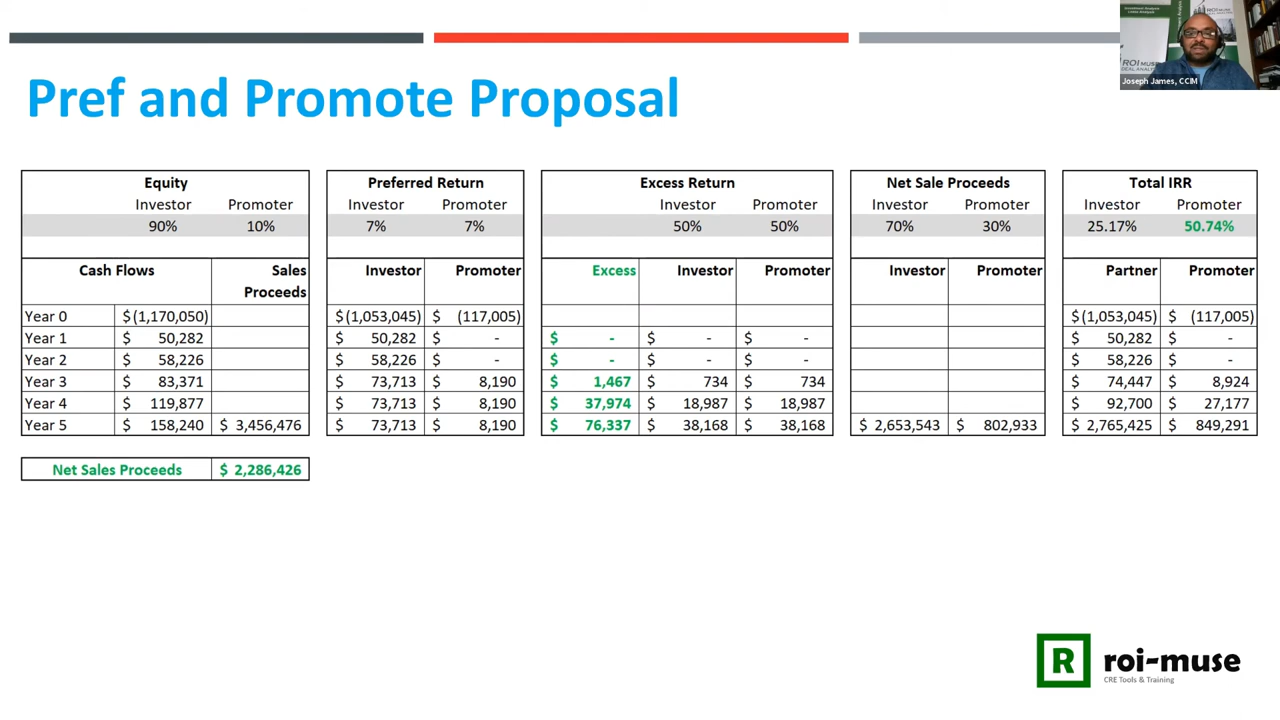 Joseph James, CCIM
Pref and Promote Proposal
Equity
Investor Promoter
90% 10%
Cash Flows Sales Proceeds
Year 0 $(1,170,050)
Year 1 $ 50,282
Year 2 $ 58,226
Year 3 $ 83,371
Year 4 $ 119,877
Year 5 $ 158,240 $ 3,456,476
Net Sales Proceeds $ 2,286,426
Preferred Return
Investor Promoter
7% 7%
Investor Promoter
$(1,053,045) $ (117,005)
$ 50,282 $ -
$ 58,226 $ -
$ 73,713 $ 8,190
$ 73,713 $ 8,190
$ 73,713 $ 8,190
Excess Return
Investor Promoter
50% 50%
Excess Investor Promoter
$ - $ - $ -
$ - $ - $ -
$ 1,467 $ 734 $ 734
$ 37,974 $ 18,987 $ 18,987
$ 76,337 $ 38,168 $ 38,168
Net Sale Proceeds
Investor Promoter
70% 30%
Investor Promoter
$ 2,653,543 $ 802,933
Total IRR
Investor Promoter
25.17% 50.74%
Partner Promoter
$(1,053,045) $ (117,005)
$ 50,282 $ -
$ 58,226 $ -
$ 74,447 $ 8,924
$ 92,700 $ 27,177
$ 2,765,425 $ 849,291
R roi-muse
CRE Tools & Training